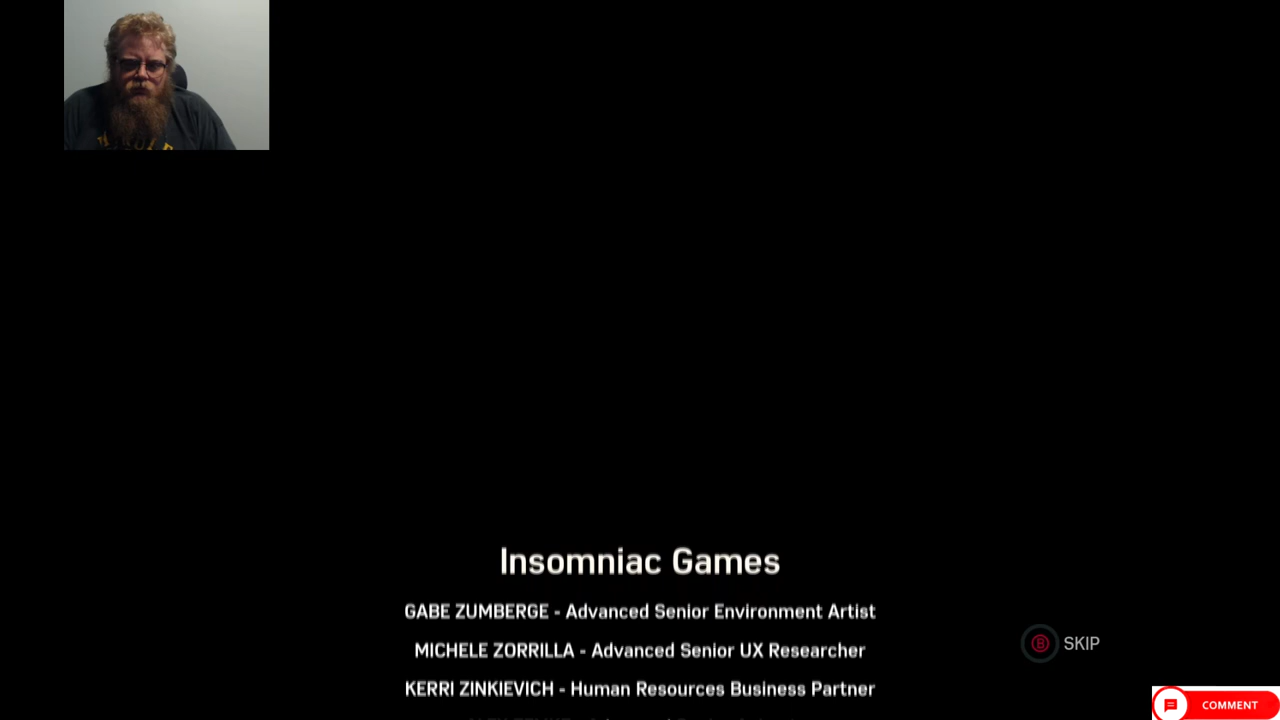 Insomniac Games
GABE ZUMBERGE - Advanced Senior Environment Artist
MICHELE ZORRILLA - Advanced Senior UX Researcher
B SKIP
KERRI ZINKIEVICH - Human Resources Business Partner
COMMENT